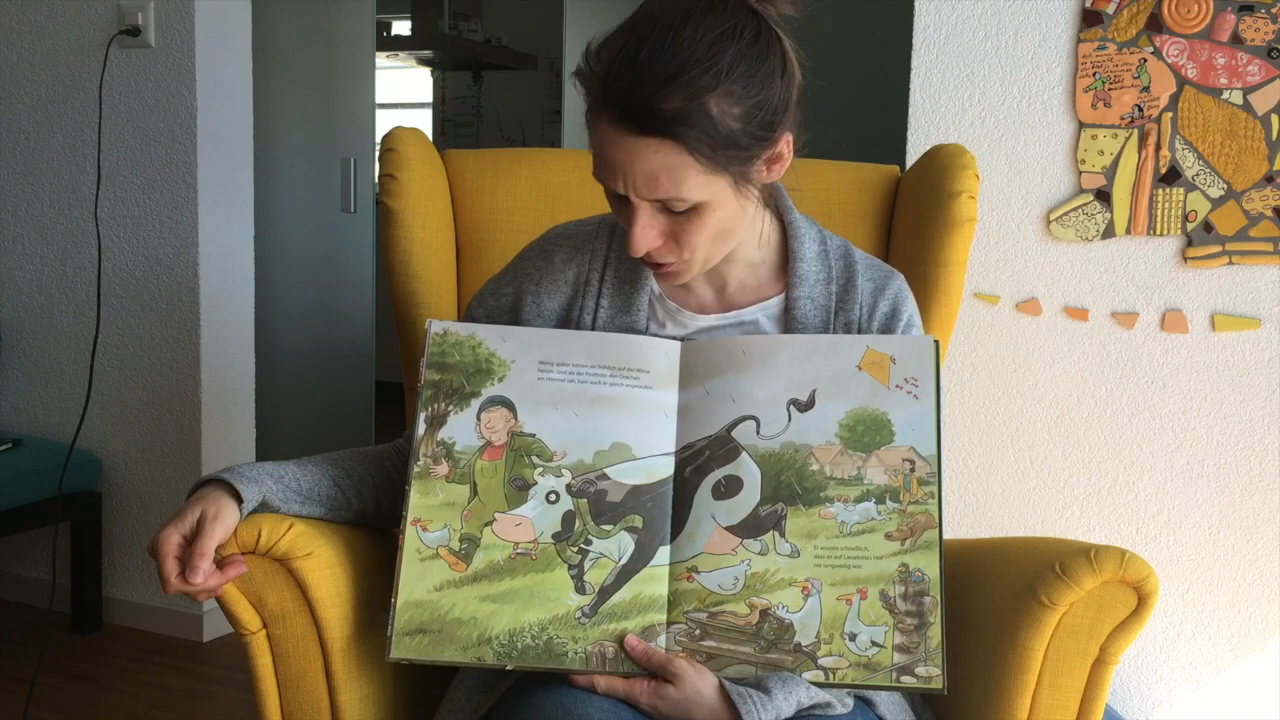 Wenig später tobten sie fröhlich auf der Wiese
herum. Und als der Postbote den Drachen
am Himmel sah, kam auch er gleich angelaufen.
Er wusste schließlich,
dass es auf Lieselottes Hof
nie langweilig war.